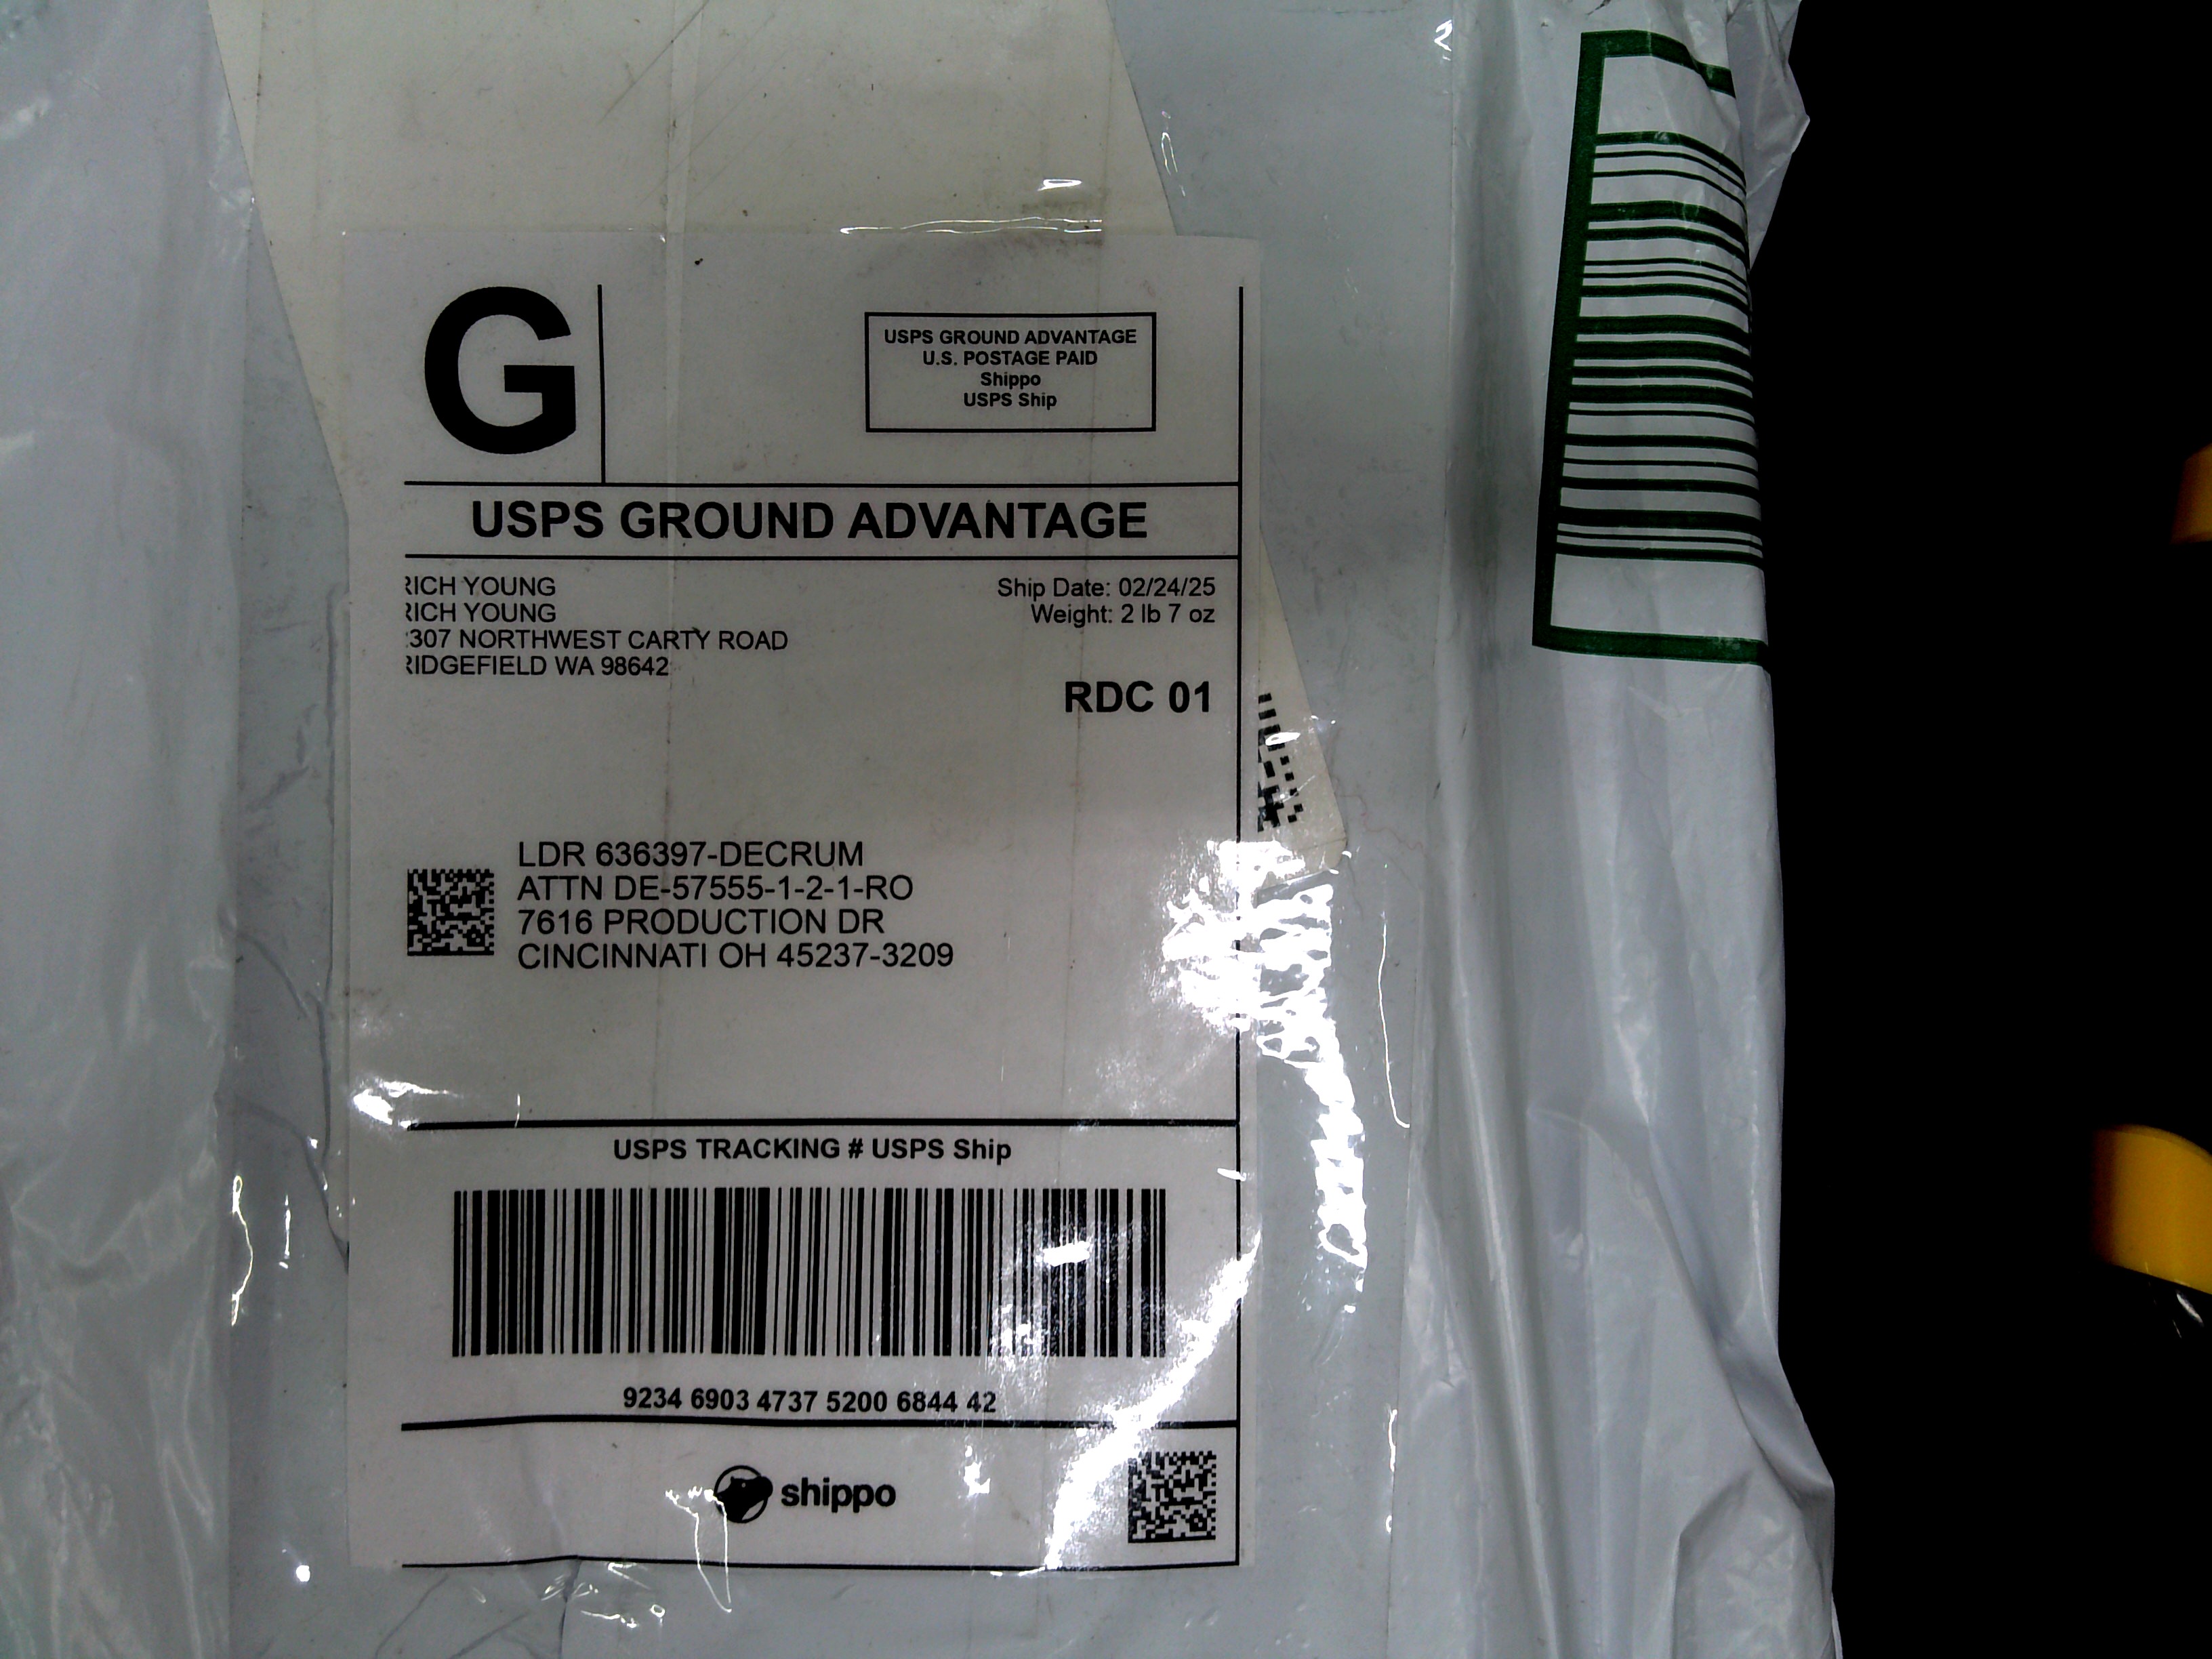 G
USPS GROUND ADVANTAGE
U.S. POSTAGE PAID
Shippo
USPS Ship
USPS GROUND ADVANTAGE
RICH YOUNG
Ship Date: 02/24/25
RICH YOUNG
Weight: 2 lb 7 oz
307 NORTHWEST CARTY ROAD
RIDGEFIELD WA 98642
RDC 01
LDR 636397-DECRUM
ATTN DE-57555-1-2-1-RO
7616 PRODUCTION DR
CINCINNATI OH 45237-3209
USPS TRACKING # USPS Ship
9234 6903 4737 5200 6844 42
shippo